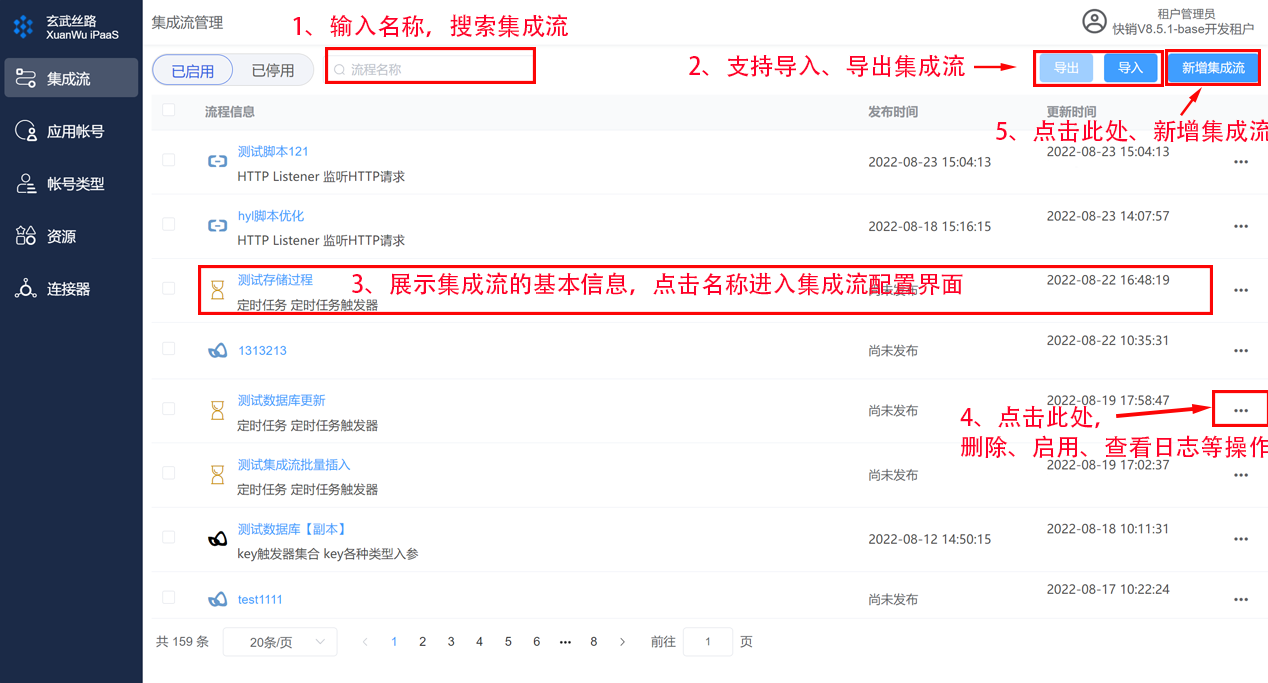 玄武丝路
XuanWu iPaaS
集成流
应用帐号
帐号类型
资源
连接器
集成流管理
1、输入名称，搜索集成流
租户管理员
快销V8.5.1-base开发租户
已启用
已停用
流程名称
2、支持导入、导出集成流
导出
导入
新增集成流
流程信息
发布时间
更新时间
5、点击此处、新增集成流
测试脚本121
HTTP Listener 监听HTTP请求
2022-08-23 15:04:13
2022-08-23 15:04:13
hyl脚本优化
HTTP Listener 监听HTTP请求
2022-08-18 15:16:15
2022-08-23 14:07:57
测试存储过程
定时任务 定时任务触发器
3、展示集成流的基本信息，点击名称进入集成流配置界面
尚未发布
2022-08-22 16:48:19
1313213
尚未发布
2022-08-22 10:35:31
测试数据库更新
定时任务 定时任务触发器
尚未发布
2022-08-19 17:58:47
4、点击此处，
删除、启用、查看日志等操作
测试集成流批量插入
定时任务 定时任务触发器
尚未发布
2022-08-19 17:02:37
测试数据库【副本】
key触发器集合 key各种类型入参
2022-08-12 14:50:15
2022-08-18 10:11:31
test1111
尚未发布
2022-08-17 10:22:24
共 159 条
20条/页
1 2 3 4 5 6 ••• 8
前往 1 页